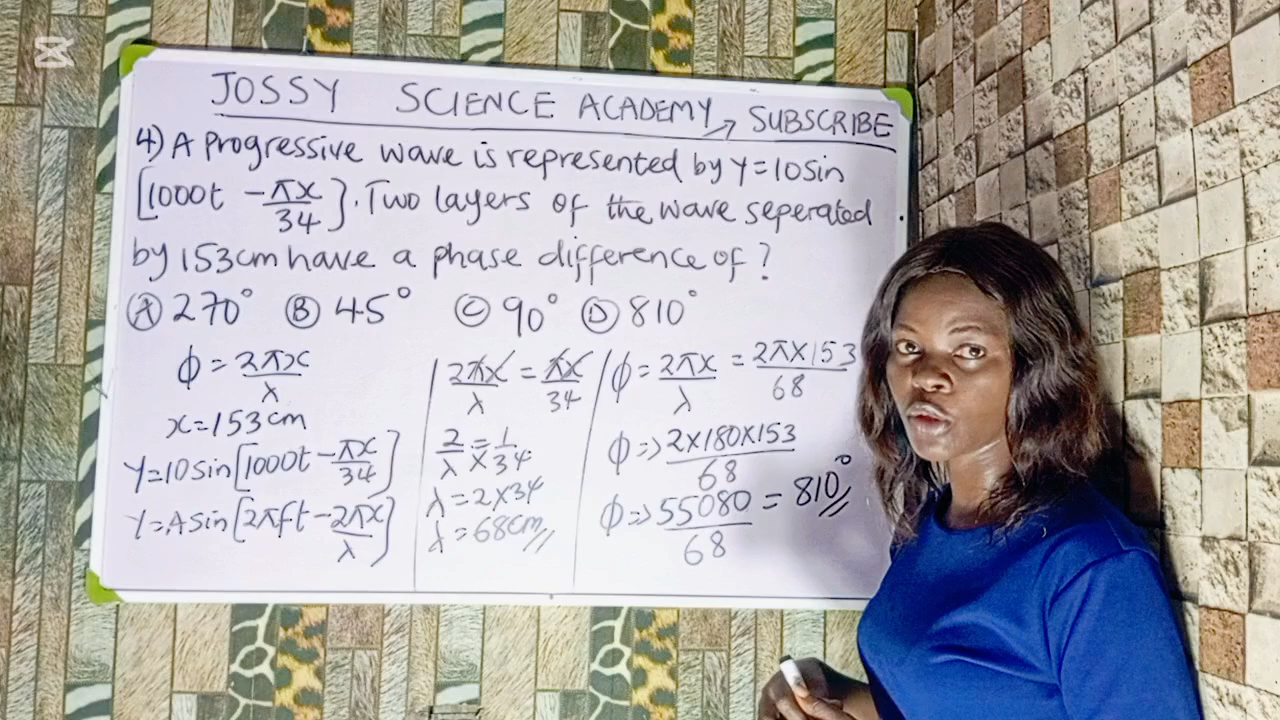 JOSSY SCIENCE ACADEMY → SUBSCRIBE
4) A Progressive wave is represented by Y=10sin
[1000t - πx/34]. Two layers of the wave seperated
by 153cm have a phase difference of?
Ⓐ 270° Ⓑ 45° Ⓒ 90° Ⓓ 810°
ϕ = 2πx/λ
x=153cm
Y=10sin[1000t - πx/34]
Y=Asin[2πft - 2πx/λ]
2πx/λ = πx/34
2/λ = 1/34
λ = 2×34
λ = 68cm//
ϕ = 2πx/λ = 2π×153/68
ϕ => 2×180×153/68
ϕ => 55080/68 = 810°//